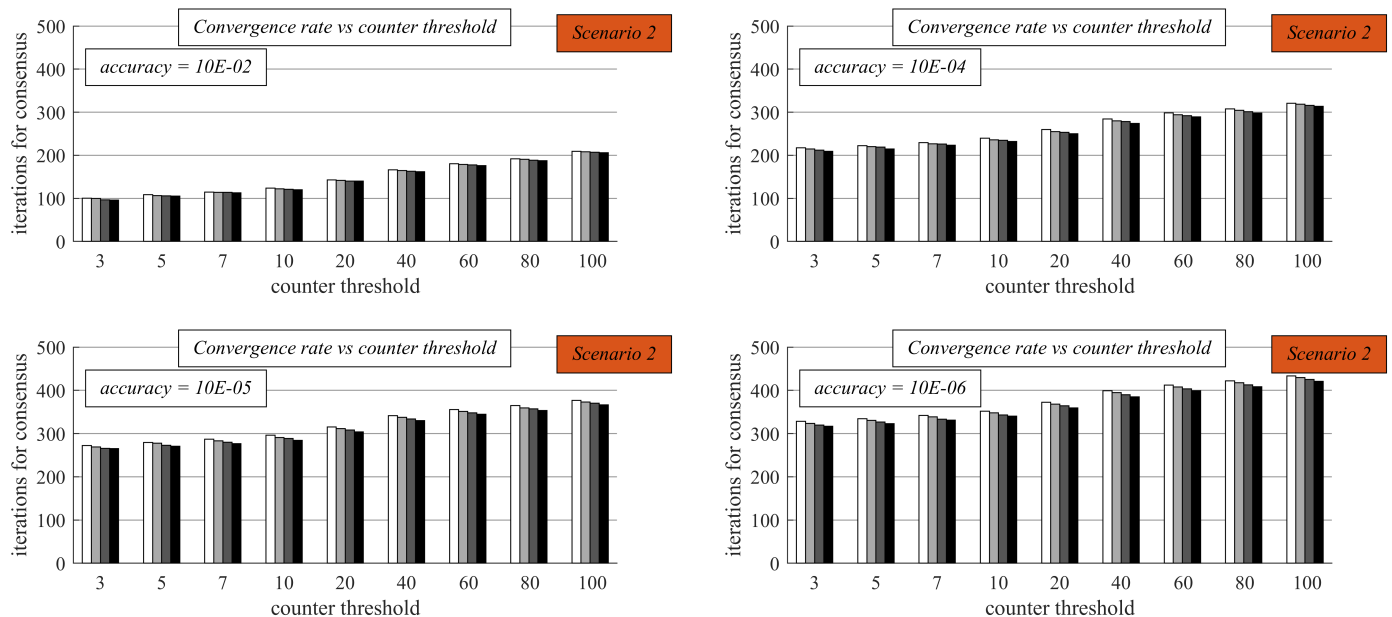 Convergence rate vs counter threshold
Scenario 2
accuracy = 10E-02
iterations for consensus
500
400
300
200
100
0
3 5 7 10 20 40 60 80 100
counter threshold
Convergence rate vs counter threshold
Scenario 2
accuracy = 10E-04
iterations for consensus
500
400
300
200
100
0
3 5 7 10 20 40 60 80 100
counter threshold
Convergence rate vs counter threshold
Scenario 2
accuracy = 10E-05
iterations for consensus
500
400
300
200
100
0
3 5 7 10 20 40 60 80 100
counter threshold
Convergence rate vs counter threshold
Scenario 2
accuracy = 10E-06
iterations for consensus
500
400
300
200
100
0
3 5 7 10 20 40 60 80 100
counter threshold